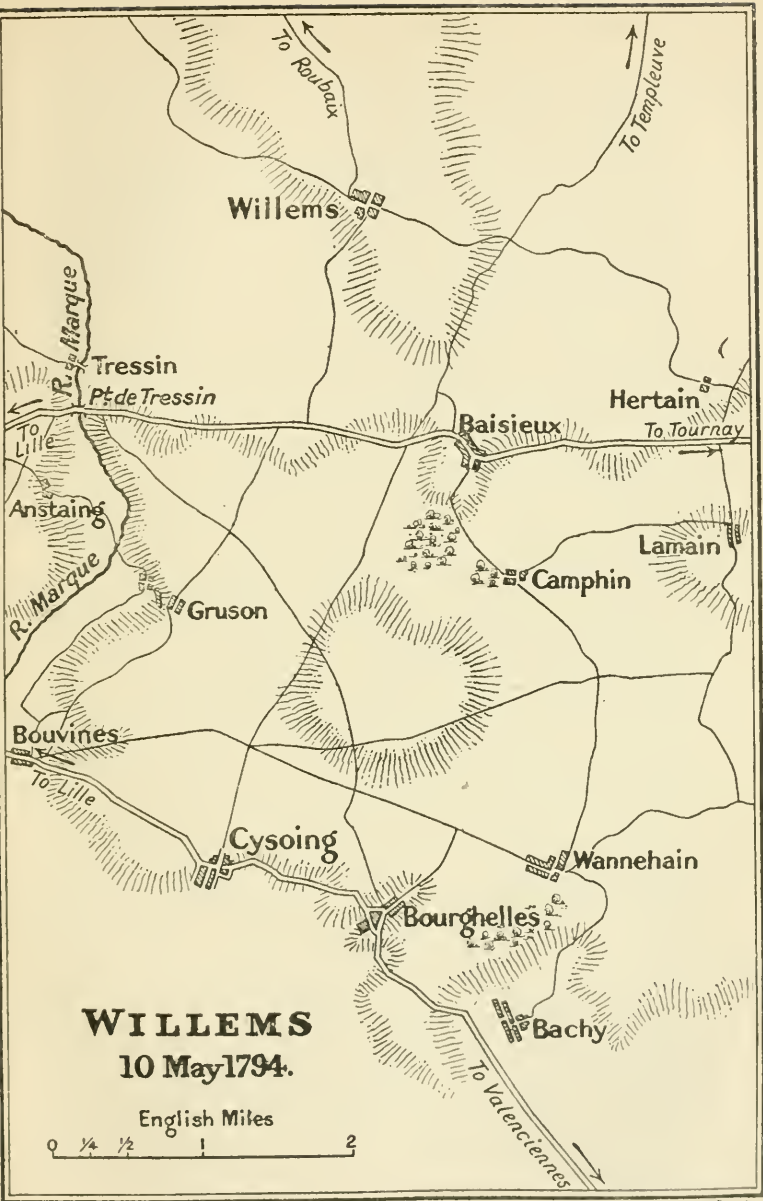 To Roubaix
To Templeuve
Willems
R. Marque
Tressin
Pt. de Tressin
Hertain
To Lille
Baisieux
To Tournay
Anstaing
Lamain
R. Marque
Camphin
Gruson
Bouvines
To Lille
Cysoing
Wannehain
Bourghelles
WILLEMS
10 May 1794.
Bachy
English Miles
0 1/4 1/2 1 2
To Valenciennes